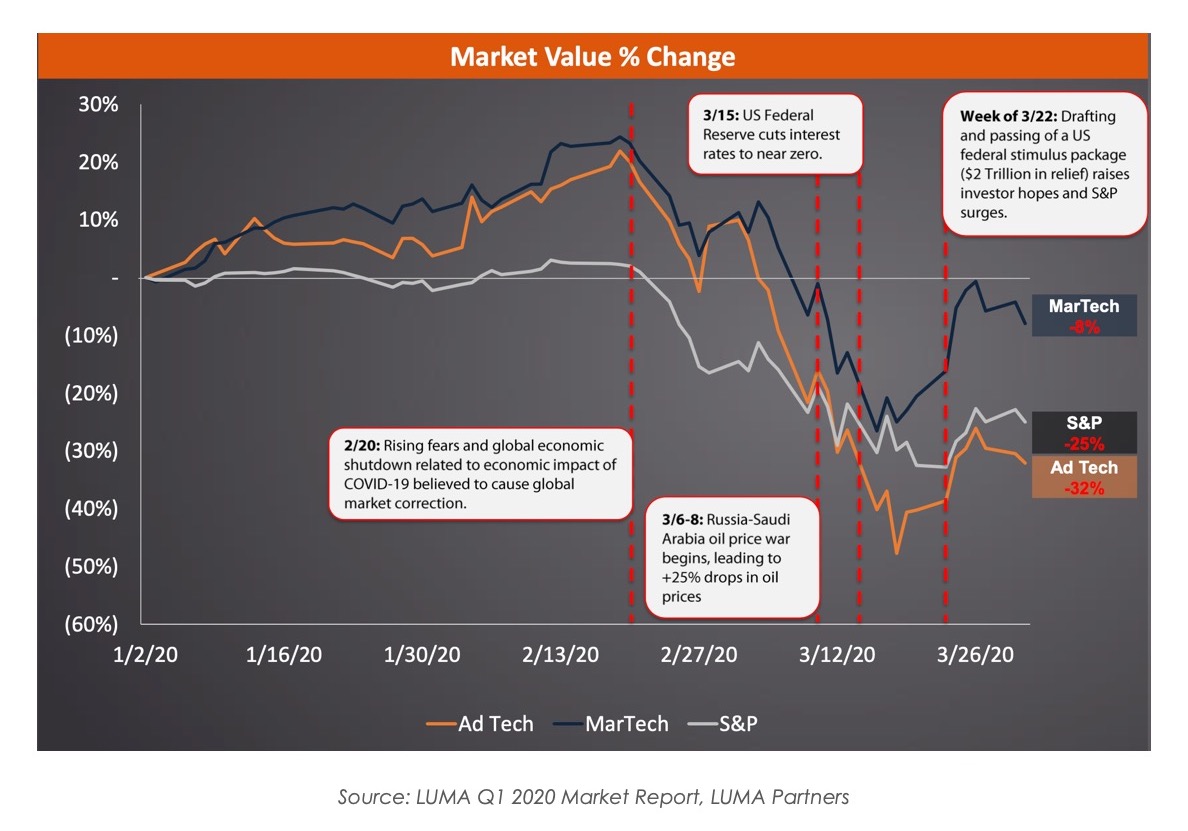 Market Value % Change
30%
20%
10%
-
(10%)
(20%)
(30%)
(40%)
(50%)
(60%)
3/15: US Federal
Reserve cuts interest
rates to near zero.
Week of 3/22: Drafting
and passing of a US
federal stimulus package
($2 Trillion in relief) raises
investor hopes and S&P
surges.
2/20: Rising fears and global economic
shutdown related to economic impact of
COVID-19 believed to cause global
market correction.
3/6-8: Russia-Saudi
Arabia oil price war
begins, leading to
+25% drops in oil
prices
MarTech
-8%
S&P
-25%
Ad Tech
-32%
1/2/20 1/16/20 1/30/20 2/13/20 2/27/20 3/12/20 3/26/20
Ad Tech MarTech S&P
Source: LUMA Q1 2020 Market Report, LUMA Partners